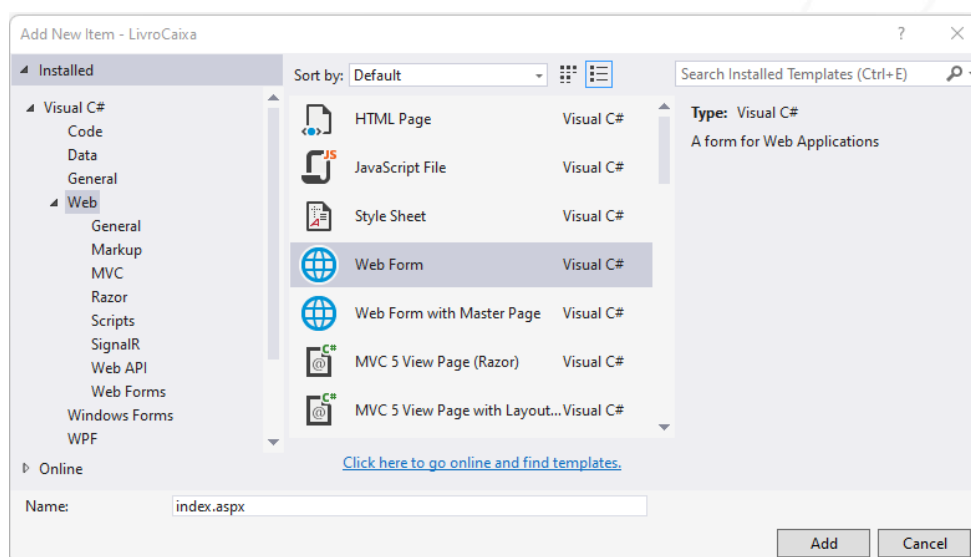 Add New Item - LivroCaixa
?
Installed
Visual C#
Code
Data
General
Web
General
Markup
MVC
Razor
Scripts
SignalR
Web API
Web Forms
Windows Forms
WPF
Online
Sort by: Default
HTML Page Visual C#
JavaScript File Visual C#
Style Sheet Visual C#
Web Form Visual C#
Web Form with Master Page Visual C#
MVC 5 View Page (Razor) Visual C#
MVC 5 View Page with Layout... Visual C#
Click here to go online and find templates.
Search Installed Templates (Ctrl+E)
Type: Visual C#
A form for Web Applications
Name: index.aspx
Add Cancel